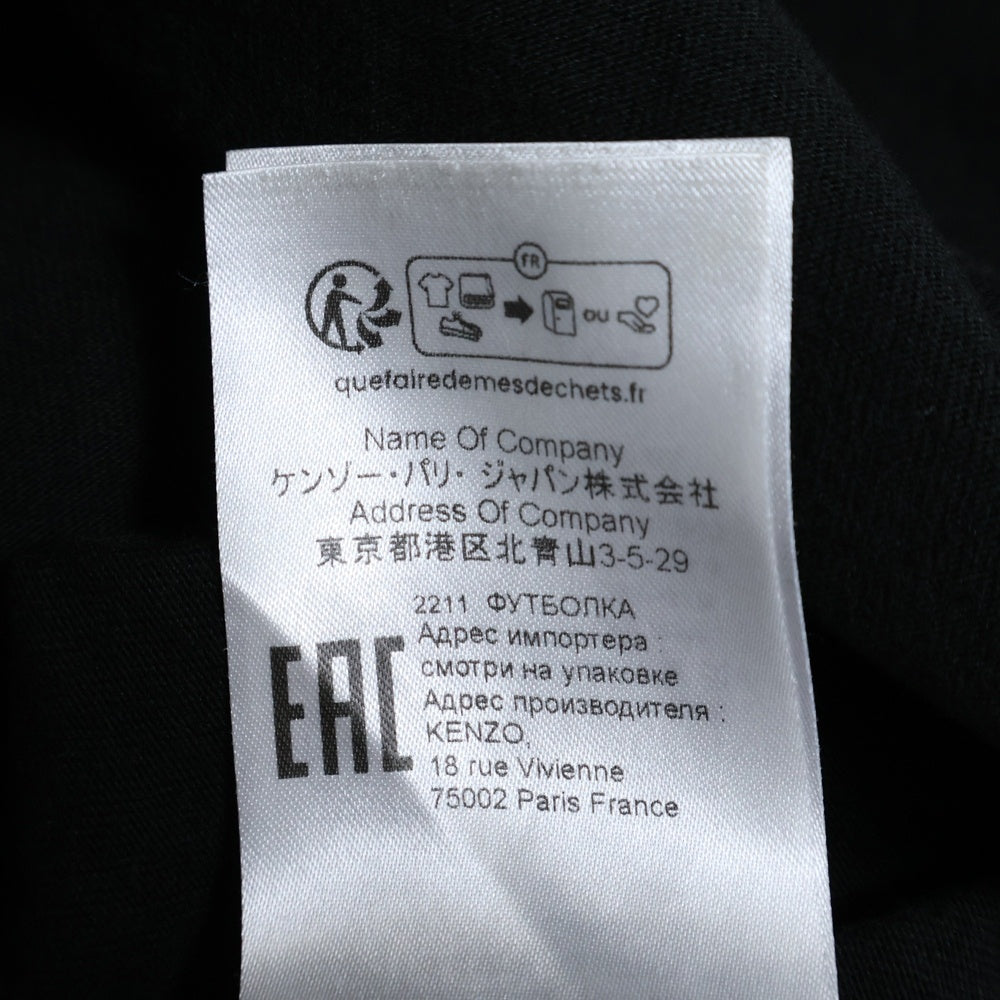 FR
OU
quefairedemesdechets.fr
Name Of Company
ケンゾー・パリ・ジャパン株式会社
Address Of Company
東京都港区北青山3-5-29
2211 ФУТБОЛКА
Адрес импортера :
смотри на упаковке
Адрес производителя :
EAC
KENZO,
18 rue Vivienne
75002 Paris France